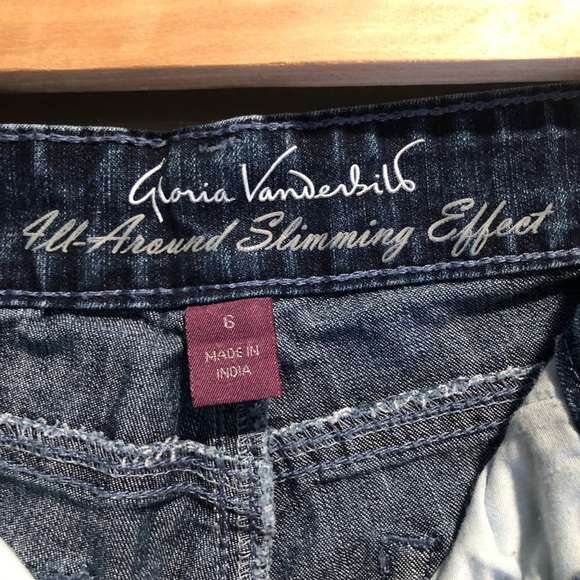 Gloria Vanderbilt
All-Around Slimming Effect
6
MADE IN
INDIA